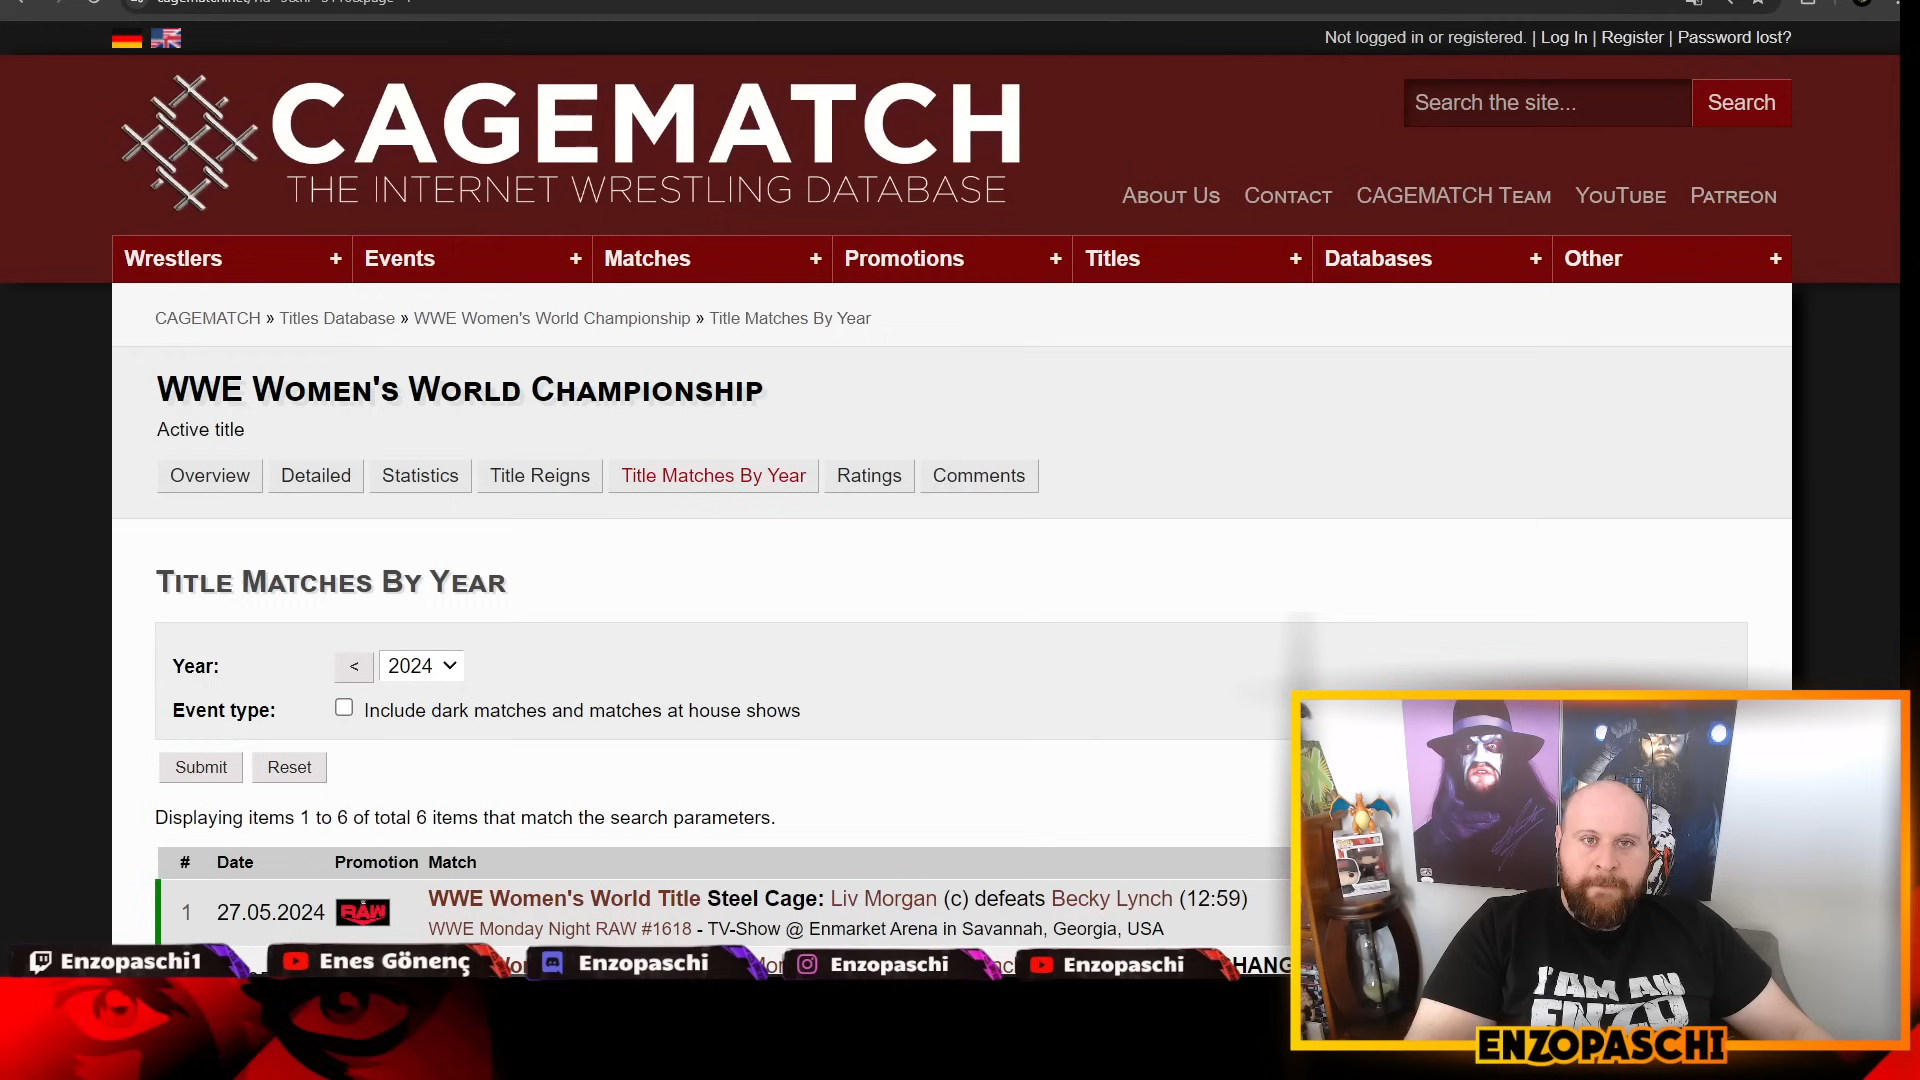 Not logged in or registered. | Log In | Register | Password lost?
CAGEMATCH
THE INTERNET WRESTLING DATABASE
Search the site...
Search
About Us Contact CAGEMATCH Team YouTube Patreon
Wrestlers + Events + Matches + Promotions + Titles + Databases + Other +
CAGEMATCH » Titles Database » WWE Women's World Championship » Title Matches By Year
WWE Women's World Championship
Active title
Overview Detailed Statistics Title Reigns Title Matches By Year Ratings Comments
Title Matches By Year
Year: < 2024
Event type: Include dark matches and matches at house shows
Submit Reset
Displaying items 1 to 6 of total 6 items that match the search parameters.
# Date Promotion Match
1 27.05.2024 RAW WWE Women's World Title Steel Cage: Liv Morgan (c) defeats Becky Lynch (12:59)
WWE Monday Night RAW #1618 - TV-Show @ Enmarket Arena in Savannah, Georgia, USA
Enzopaschi1 Enes Gönenç Enzopaschi Enzopaschi Enzopaschi
I AM AN
ENZO
ENZOPASCHI